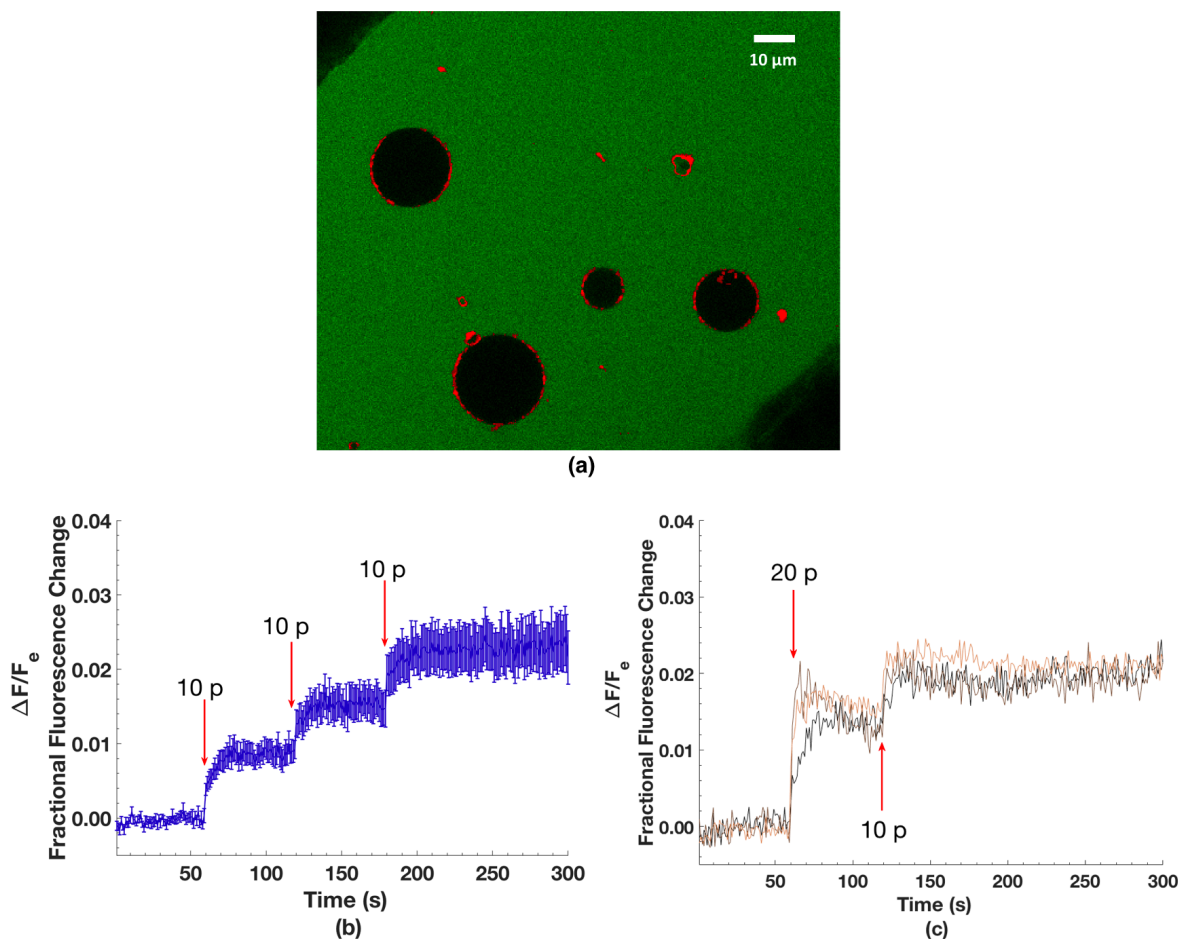 10 µm
(a)
0.04
0.03
0.02
0.01
0.00
ΔF/Fe
Fractional Fluorescence Change
10 p
10 p
10 p
50
100
150
200
250
300
Time (s)
(b)
0.04
0.03
0.02
0.01
0.00
ΔF/Fe
Fractional Fluorescence Change
20 p
10 p
50
100
150
200
250
300
Time (s)
(c)